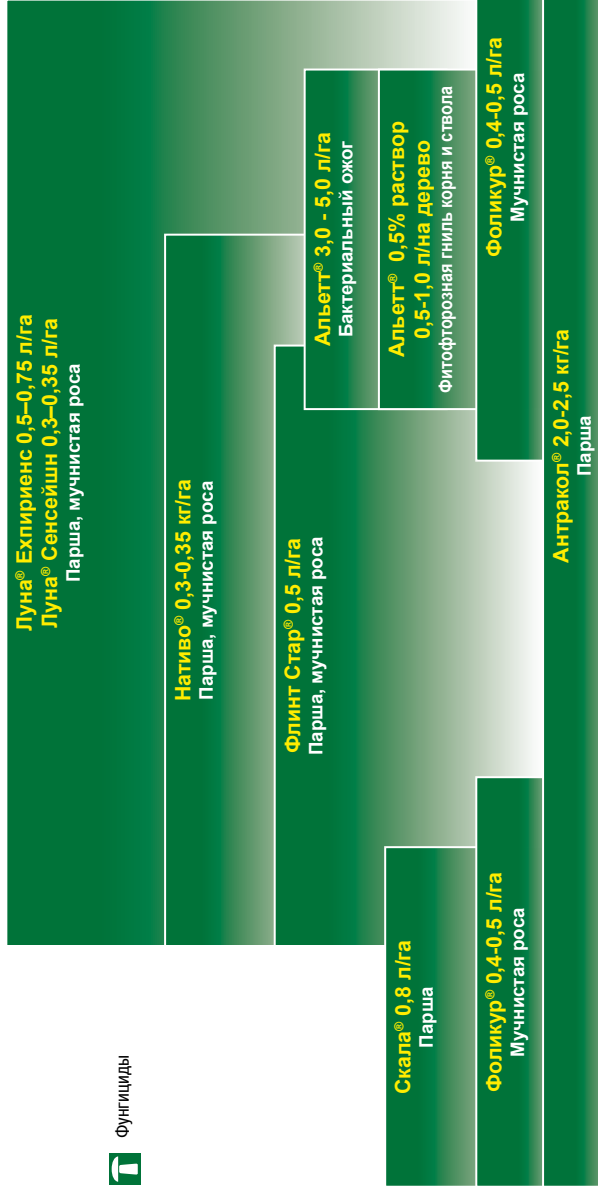 Фунгициды
Луна® Експириенс 0,5–0,75 л/га
Луна® Сенсейшн 0,3–0,35 л/га
Парша, мучнистая роса
Нативо® 0,3-0,35 кг/га
Парша, мучнистая роса
Флинт Стар® 0,5 л/га
Парша, мучнистая роса
Альетт® 3,0 - 5,0 л/га
Бактериальный ожог
Альетт® 0,5% раствор
0,5-1,0 л/на дерево
Фитофторозная гниль корня и ствола
Скала® 0,8 л/га
Парша
Фоликур® 0,4-0,5 л/га
Мучнистая роса
Фоликур® 0,4-0,5 л/га
Мучнистая роса
Антракол® 2,0-2,5 кг/га
Парша